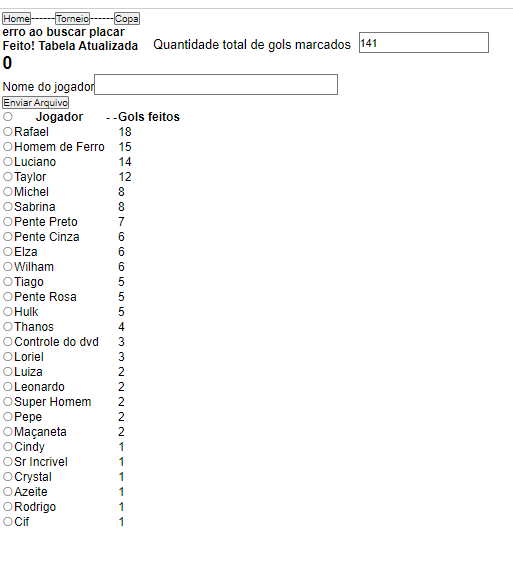 Home------Torneio------Copa
erro ao buscar placar
Feito! Tabela Atualizada Quantidade total de gols marcados 141
0
Nome do jogador
Enviar Arquivo
Jogador - -Gols feitos
Rafael 18
Homem de Ferro 15
Luciano 14
Taylor 12
Michel 8
Sabrina 8
Pente Preto 7
Pente Cinza 6
Elza 6
Wilham 6
Tiago 5
Pente Rosa 5
Hulk 5
Thanos 4
Controle do dvd 3
Loriel 3
Luiza 2
Leonardo 2
Super Homem 2
Pepe 2
Maçaneta 2
Cindy 1
Sr Incrivel 1
Crystal 1
Azeite 1
Rodrigo 1
Cif 1